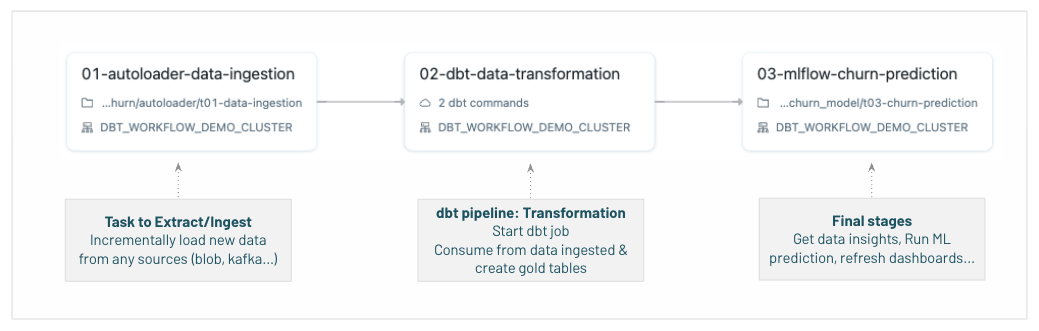 01-autoloader-data-ingestion
...hurn/autoloader/t01-data-ingestion
DBT_WORKFLOW_DEMO_CLUSTER
02-dbt-data-transformation
2 dbt commands
DBT_WORKFLOW_DEMO_CLUSTER
03-mlflow-churn-prediction
...churn_model/t03-churn-prediction
DBT_WORKFLOW_DEMO_CLUSTER
Task to Extract/Ingest
Incrementally load new data
from any sources (blob, kafka...)
dbt pipeline: Transformation
Start dbt job
Consume from data ingested &
create gold tables
Final stages
Get data insights, Run ML
prediction, refresh dashboards...